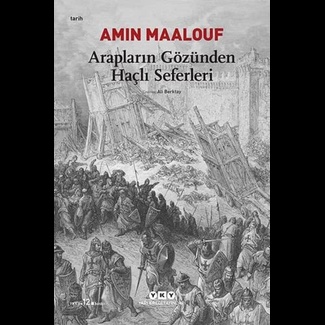 tarih
AMIN MAALOUF
Arapların Gözünden
Haçlı Seferleri
Ali Berktay
YKY